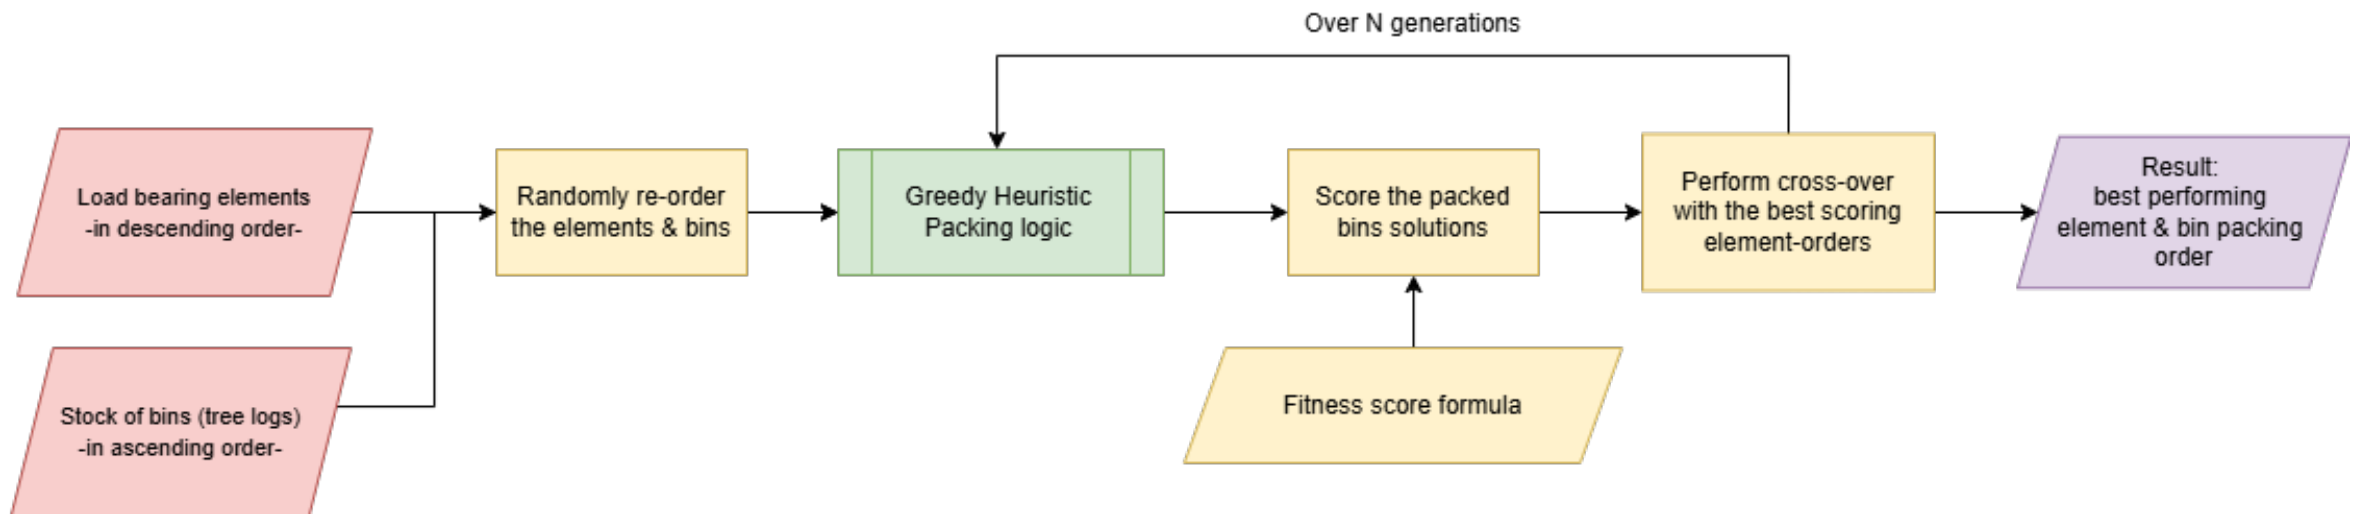 Over N generations
Load bearing elements
-in descending order-
Randomly re-order
the elements & bins
Greedy Heuristic
Packing logic
Score the packed
bins solutions
Perform cross-over
with the best scoring
element-orders
Result:
best performing
element & bin packing
order
Stock of bins (tree logs)
-in ascending order-
Fitness score formula